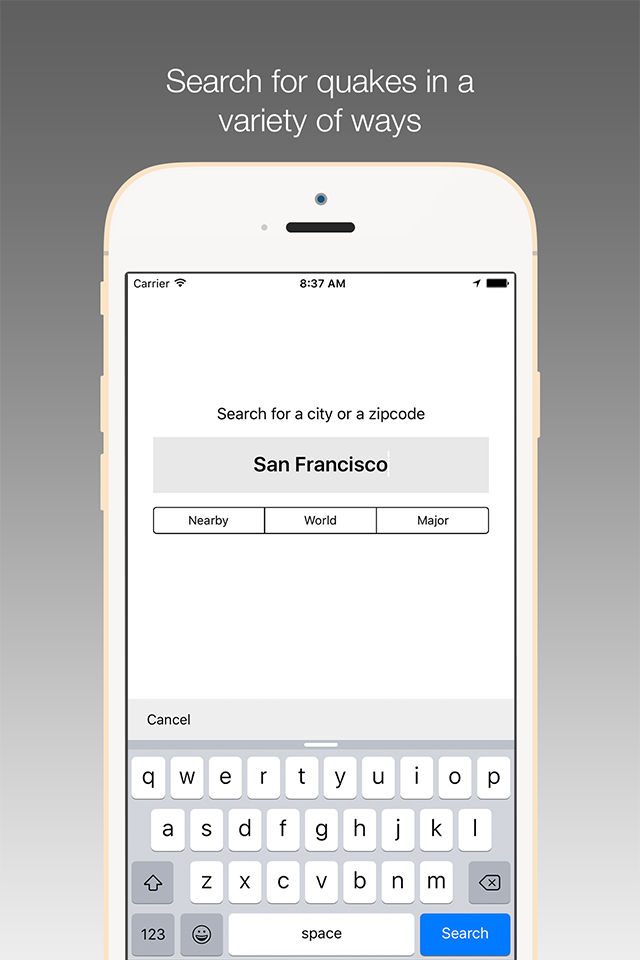 Search for quakes in a
variety of ways
Carrier 8:37 AM
Search for a city or a zipcode
San Francisco
Nearby World Major
Cancel
q w e r t y u i o p
a s d f g h j k l
z x c v b n m
123 space Search